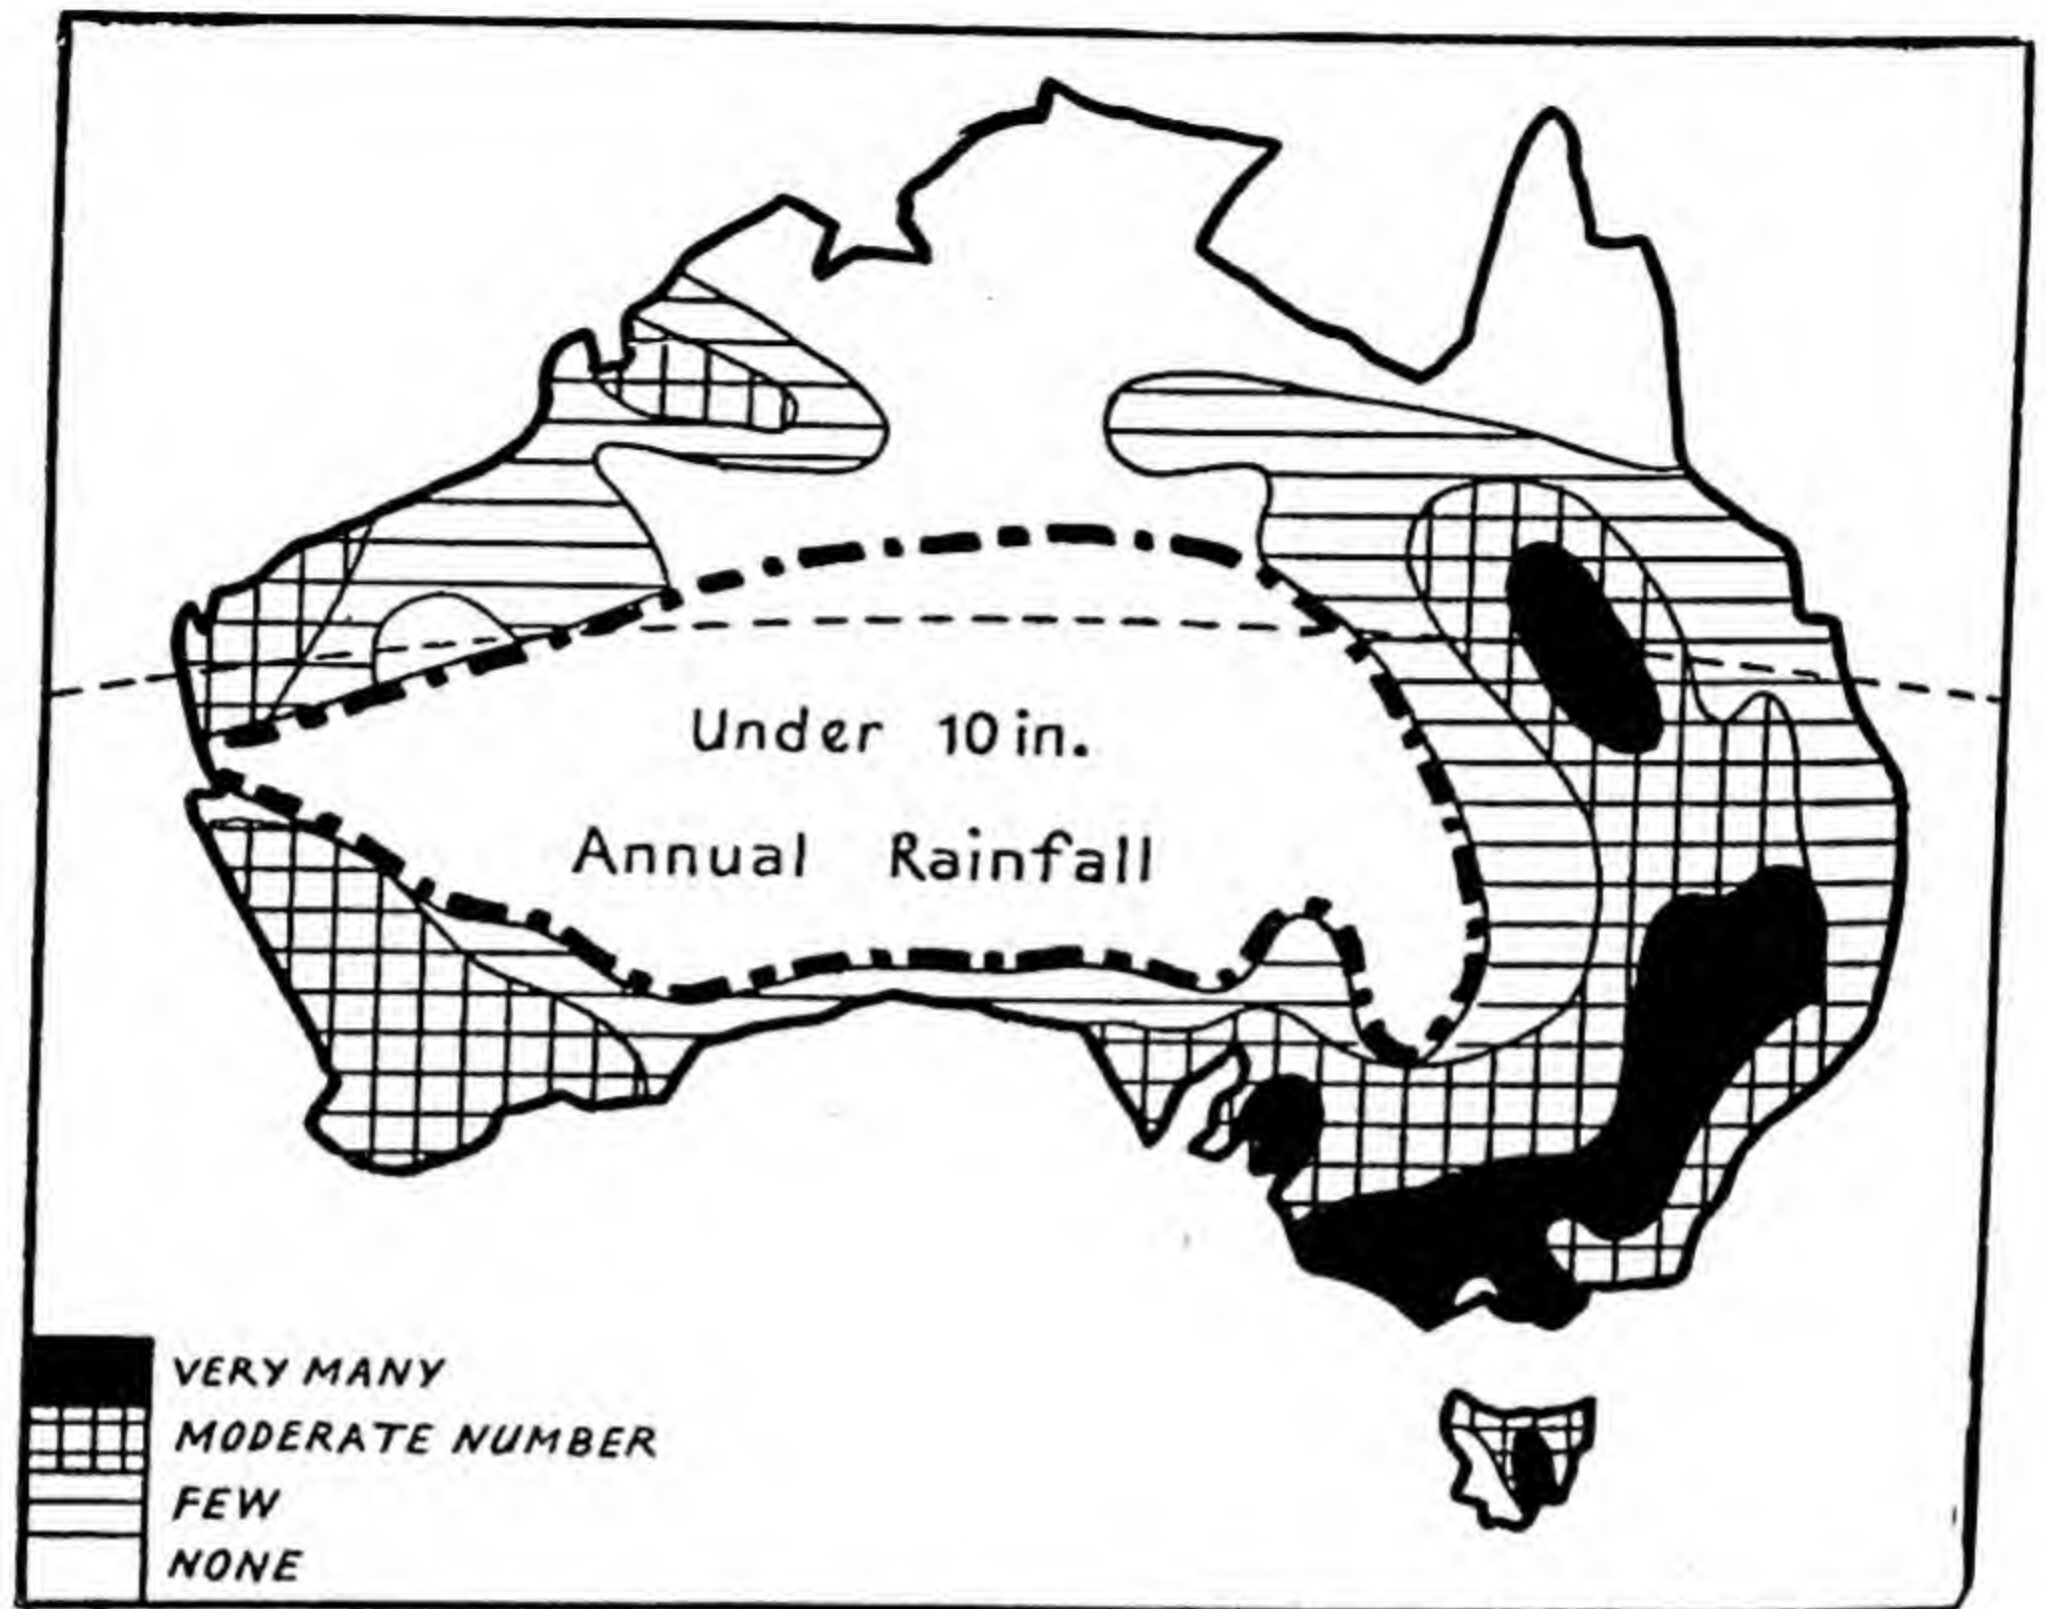 Under 10 in.
Annual Rainfall
VERY MANY
MODERATE NUMBER
FEW
NONE